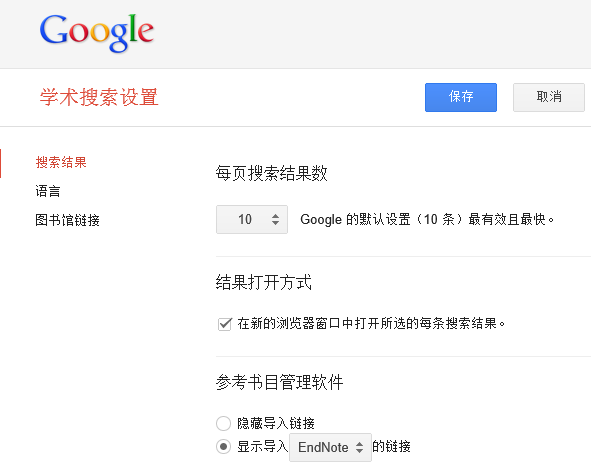 Google
学术搜索设置
保存
取消
搜索结果
语言
图书馆链接
每页搜索结果数
10
Google 的默认设置（10 条）最有效且最快。
结果打开方式
在新的浏览器窗口中打开所选的每条搜索结果。
参考书目管理软件
隐藏导入链接
显示导入 EndNote 的链接